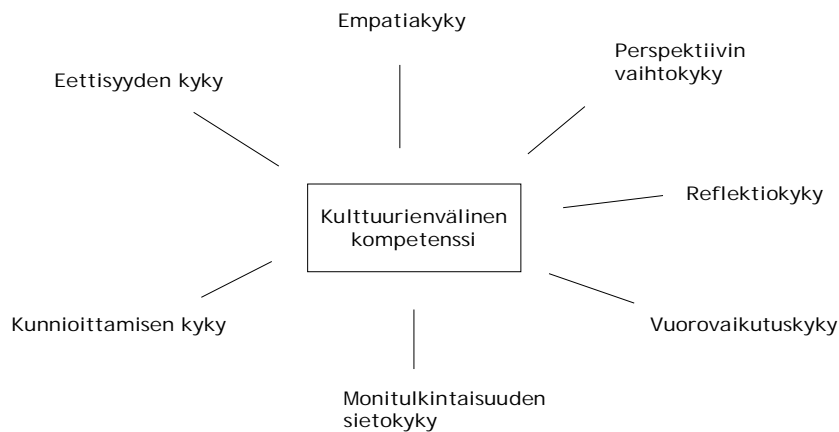 Empatiakyky
Perspektiivin
vaihtokyky
Eettisyyden kyky
Reflektiokyky
Kulttuurienvälinen
kompetenssi
Kunnioittamisen kyky
Vuorovaikutuskyky
Monitulkintaisuuden
sietokyky